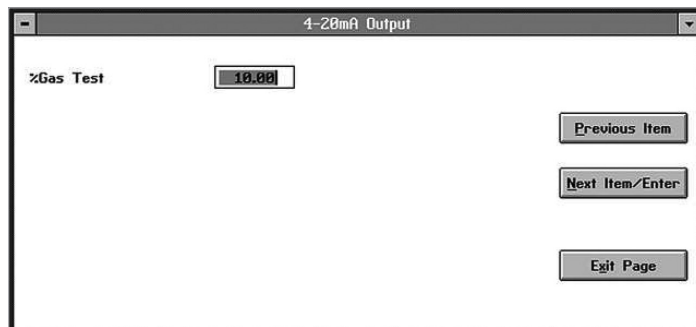 4-20mA Output
%Gas Test 10.00
Previous Item
Next Item/Enter
Exit Page